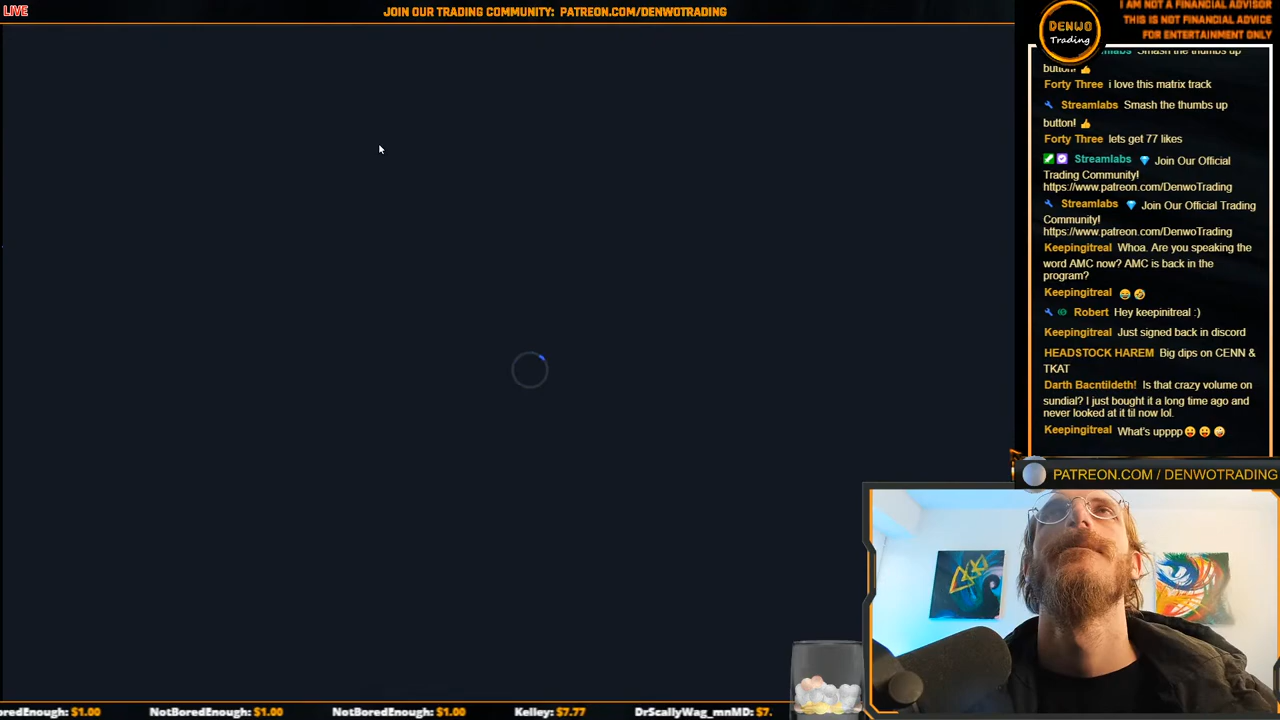 LIVE
JOIN OUR TRADING COMMUNITY: PATREON.COM/DENWOTRADING
I AM NOT A FINANCIAL ADVISOR
THIS IS NOT FINANCIAL ADVICE
FOR ENTERTAINMENT ONLY
DENWO
Trading
Streamlabs Smash the thumbs up
button! 👍
Forty Three i love this matrix track
Streamlabs Smash the thumbs up
button! 👍
Forty Three lets get 77 likes
Streamlabs 💎 Join Our Official
Trading Community!
https://www.patreon.com/DenwoTrading
Streamlabs 💎 Join Our Official Trading
Community!
https://www.patreon.com/DenwoTrading
Keepingitreal Whoa. Are you speaking the
word AMC now? AMC is back in the
program?
Keepingitreal 😂 🤣
Robert Hey keepinitreal :)
Keepingitreal Just signed back in discord
HEADSTOCK HAREM Big dips on CENN &
TKAT
Darth Bacntildeth! Is that crazy volume on
sundial? I just bought it a long time ago and
never looked at it til now lol.
Keepingitreal What's upppp😛 😛 🤪
PATREON.COM / DENWOTRADING
oredEnough: $1.00 NotBoredEnough: $1.00 NotBoredEnough: $1.00 Kelley: $7.77 DrScallyWag_mnMD: $7.